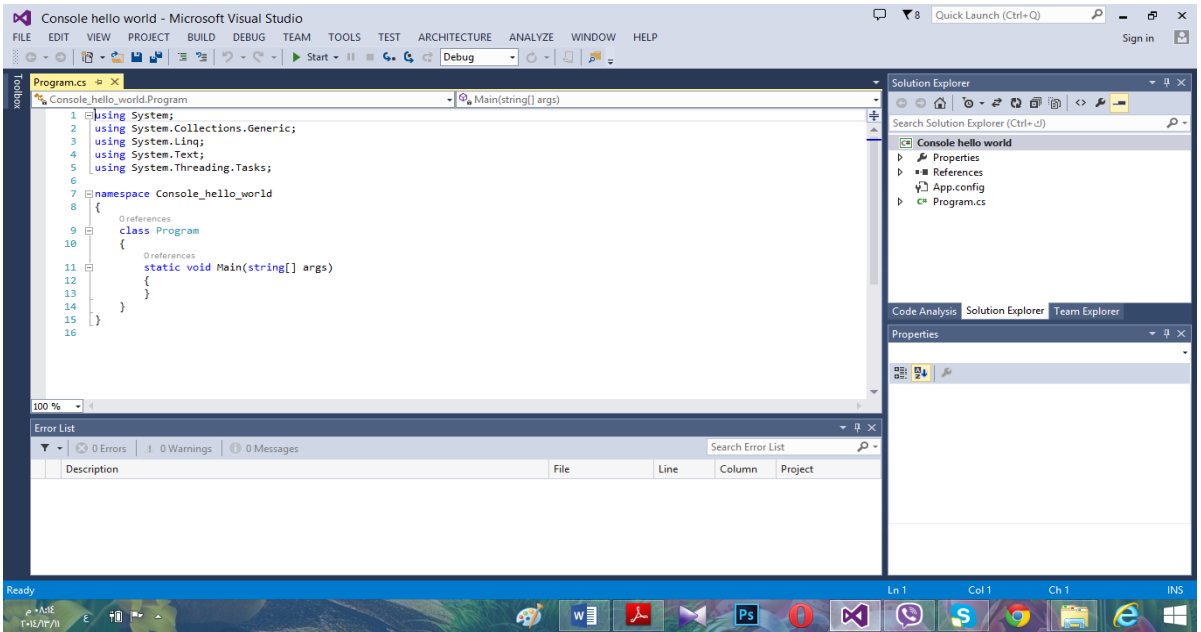 Console hello world - Microsoft Visual Studio
8
Quick Launch (Ctrl+Q)
FILE EDIT VIEW PROJECT BUILD DEBUG TEAM TOOLS TEST ARCHITECTURE ANALYZE WINDOW HELP
Sign in
Start
Debug
Toolbox
Program.cs
Console_hello_world.Program
Main(string[] args)
1 using System;
2 using System.Collections.Generic;
3 using System.Linq;
4 using System.Text;
5 using System.Threading.Tasks;
6
7 namespace Console_hello_world
8 {
0 references
9 class Program
10 {
0 references
11 static void Main(string[] args)
12 {
13 }
14 }
15 }
16
100 %
Solution Explorer
Search Solution Explorer (Ctrl+ك)
C# Console hello world
Properties
References
App.config
C# Program.cs
Code Analysis Solution Explorer Team Explorer
Properties
Error List
0 Errors 0 Warnings 0 Messages
Search Error List
Description File Line Column Project
Ready
Ln 1 Col 1 Ch 1 INS
٠٨:١٤ م
ع
Ps